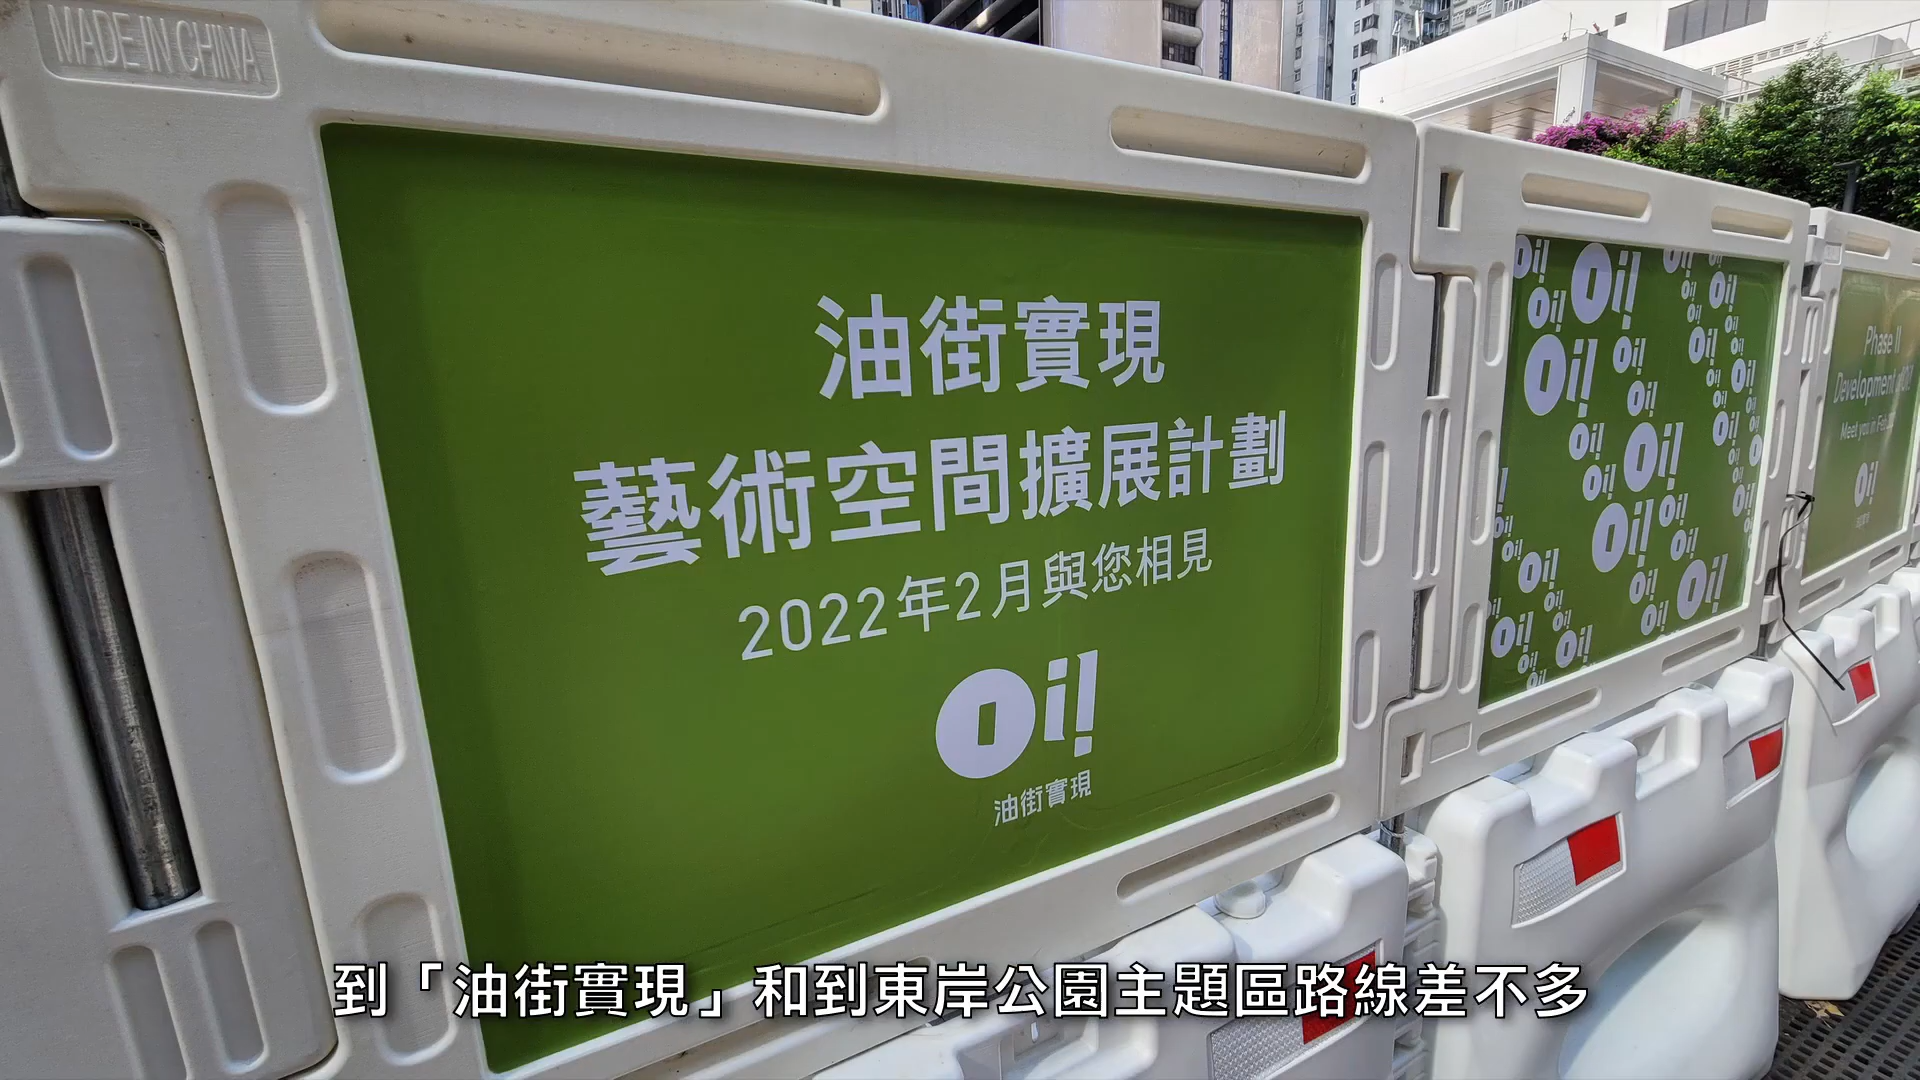 MADE IN CHINA
油街實現
藝術空間擴展計劃
2022年2月與您相見
Oi!
油街實現
Phase II
Development of Oi!
Meet you in Feb
Oi!
到「油街實現」和到東岸公園主題區路線差不多